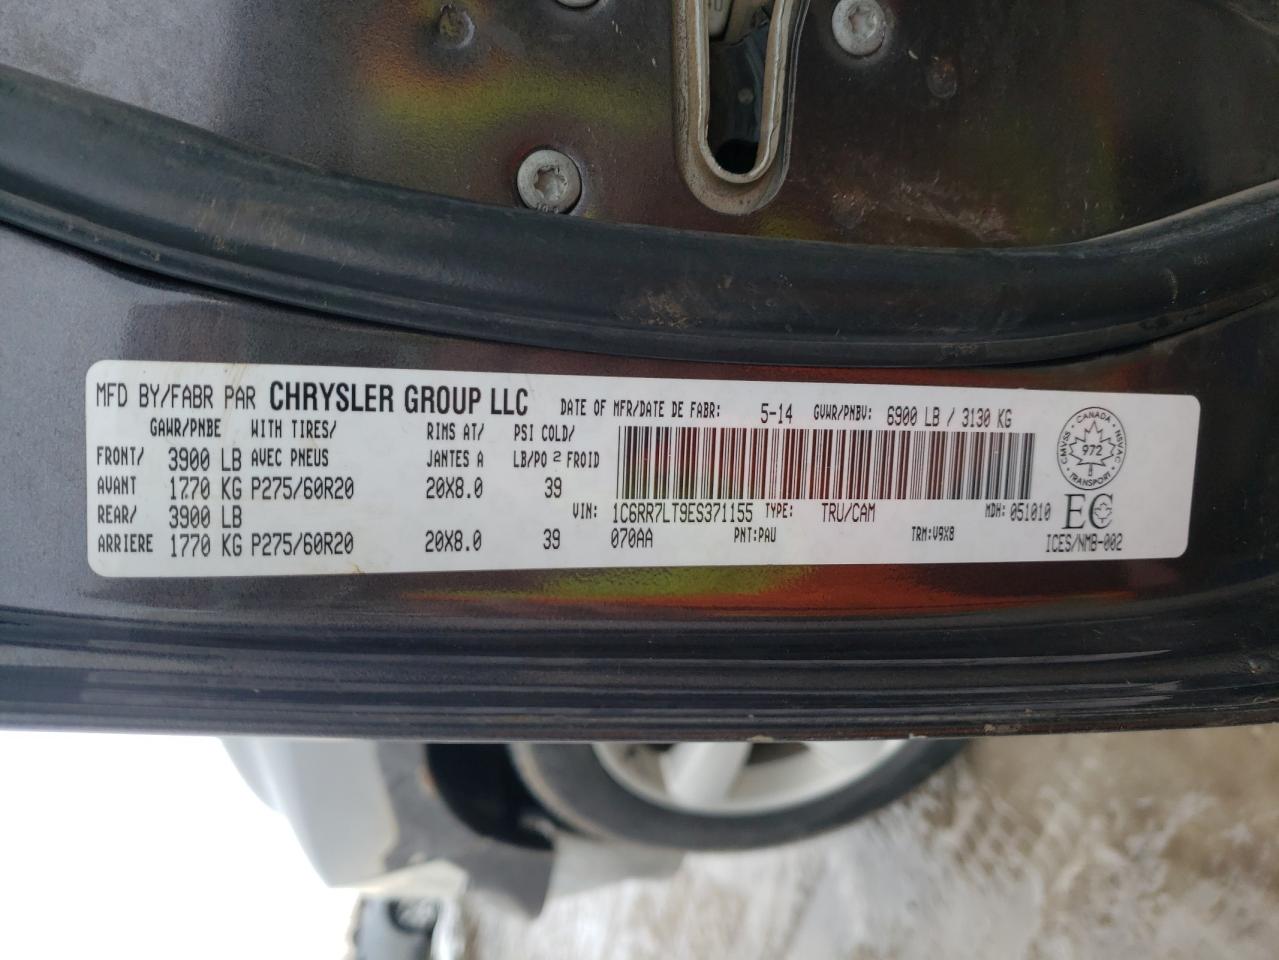 MFD BY/FABR PAR CHRYSLER GROUP LLC DATE OF MFR/DATE DE FABR: 5-14 GVWR/PNBV: 6900 LB / 3130 KG
GAWR/PNBE WITH TIRES/ RIMS AT/ PSI COLD/
FRONT/ 3900 LB AVEC PNEUS JANTES A LB/PO 2 FROID
AVANT 1770 KG P275/60R20 20X8.0 39
REAR/ 3900 LB VIN: 1C6RR7LT9ES371155 TYPE: TRU/CAM MDH: 051010
ARRIERE 1770 KG P275/60R20 20X8.0 39 070AA PNT:PAU TRM:V9X8
CANADA
CMVSS 972 NSVAC
TRANSPORT
EC
ICES/NMB-002